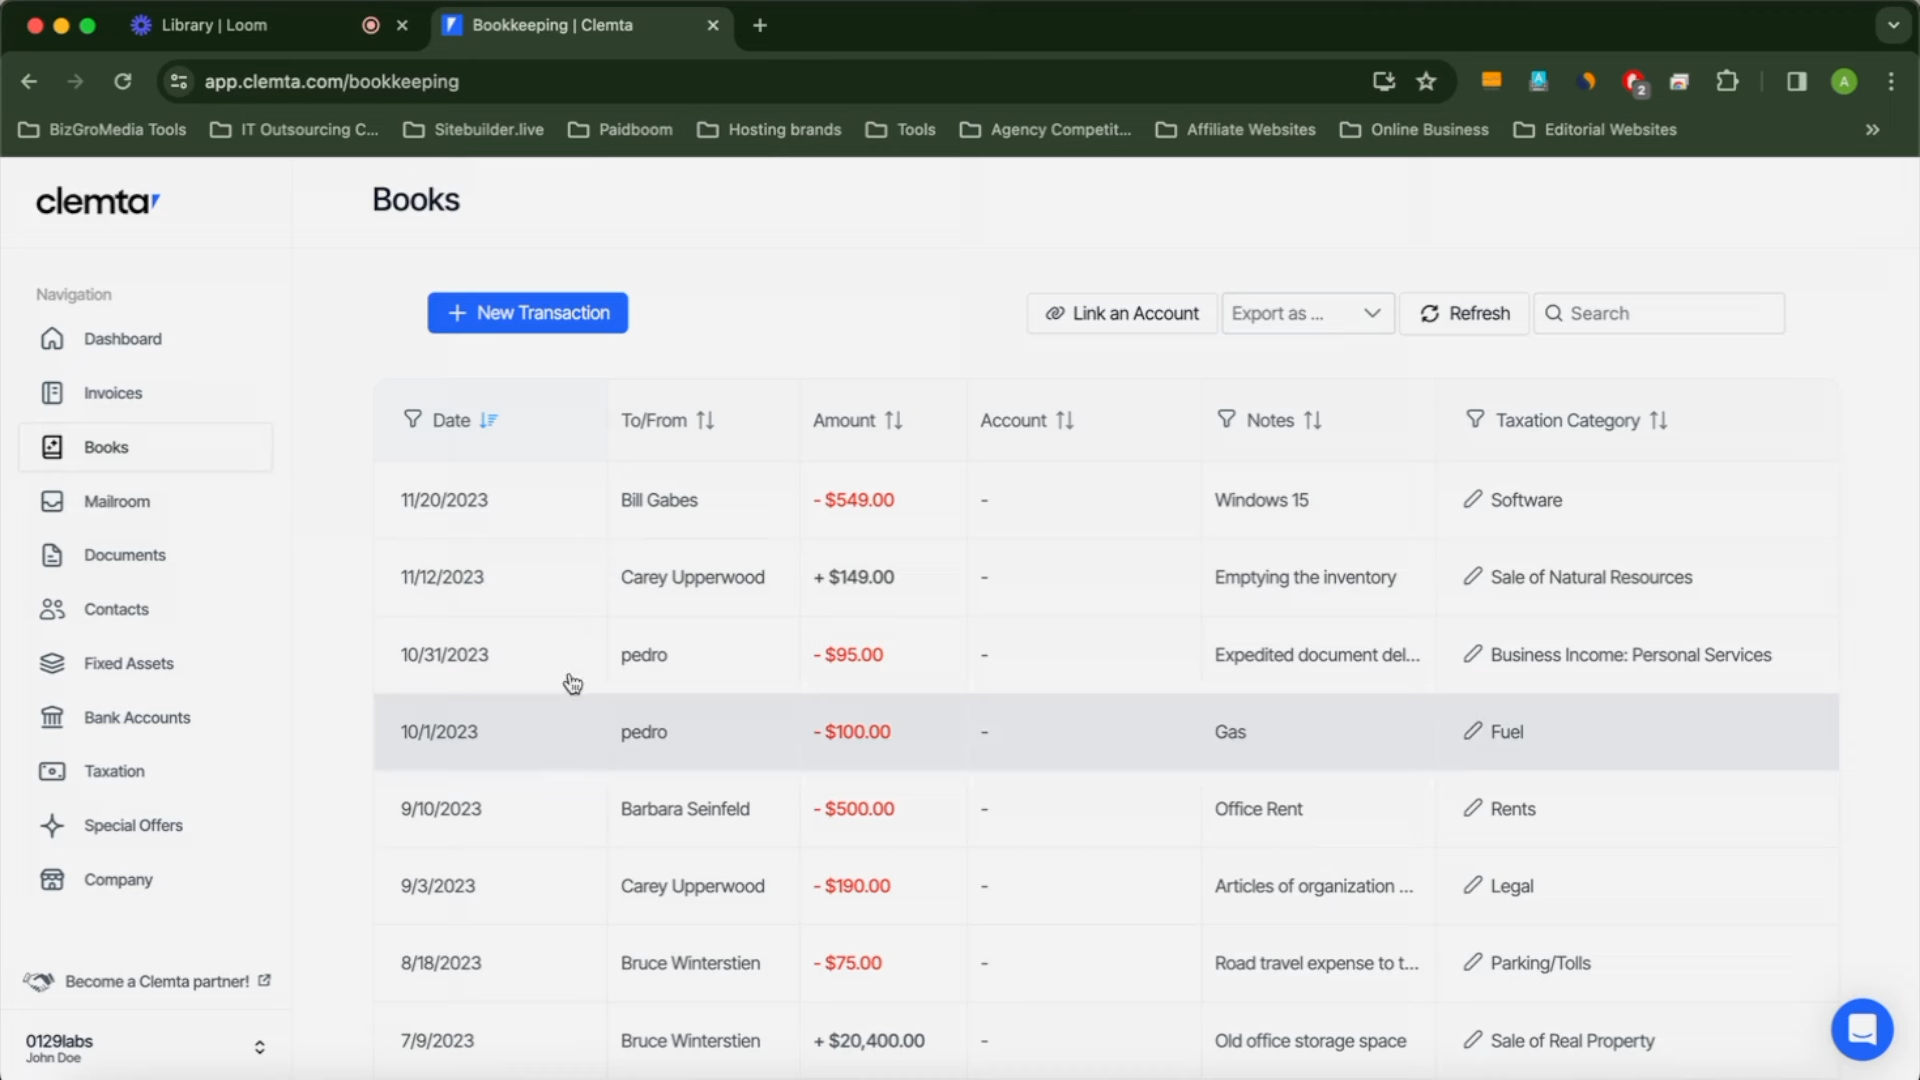 Library | Loom
Bookkeeping | Clemta
app.clemta.com/bookkeeping
2
A
A
BizGroMedia Tools
IT Outsourcing C...
Sitebuilder.live
Paidboom
Hosting brands
Tools
Agency Competit...
Affiliate Websites
Online Business
Editorial Websites
»
clemta
Books
Navigation
Dashboard
Invoices
Books
Mailroom
Documents
Contacts
Fixed Assets
Bank Accounts
Taxation
Special Offers
Company
Become a Clemta partner!
0129labs
John Doe
+ New Transaction
Link an Account
Export as ...
Refresh
Search
Date To/From Amount Account Notes Taxation Category
11/20/2023 Bill Gabes - $549.00 - Windows 15 Software
11/12/2023 Carey Upperwood + $149.00 - Emptying the inventory Sale of Natural Resources
10/31/2023 pedro - $95.00 - Expedited document del... Business Income: Personal Services
10/1/2023 pedro - $100.00 - Gas Fuel
9/10/2023 Barbara Seinfeld - $500.00 - Office Rent Rents
9/3/2023 Carey Upperwood - $190.00 - Articles of organization ... Legal
8/18/2023 Bruce Winterstien - $75.00 - Road travel expense to t... Parking/Tolls
7/9/2023 Bruce Winterstien + $20,400.00 - Old office storage space Sale of Real Property